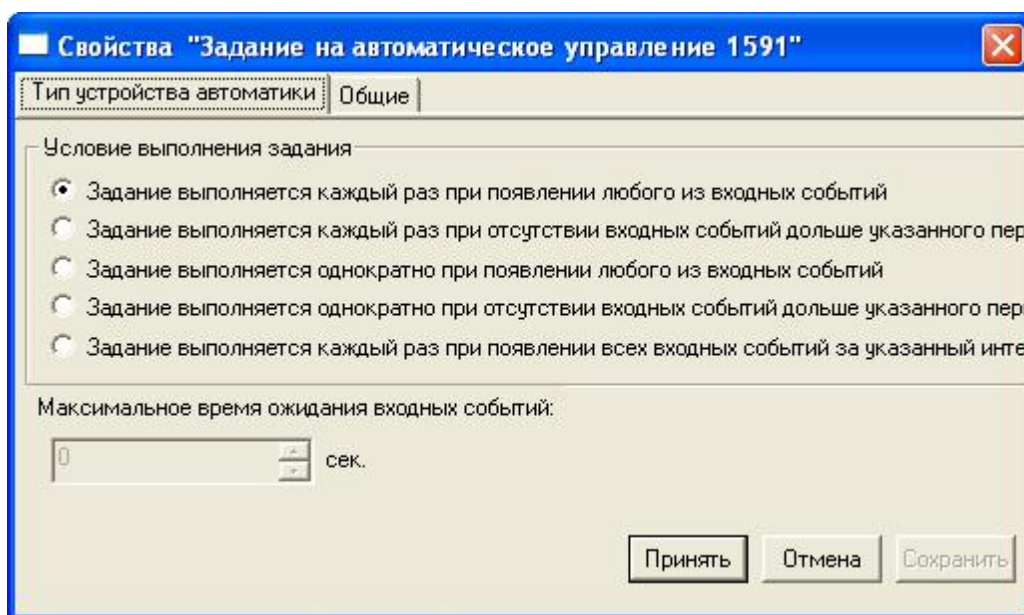 Свойства "Задание на автоматическое управление 1591"
Тип устройства автоматики Общие
Условие выполнения задания
Задание выполняется каждый раз при появлении любого из входных событий
Задание выполняется каждый раз при отсутствии входных событий дольше указанного пер
Задание выполняется однократно при появлении любого из входных событий
Задание выполняется однократно при отсутствии входных событий дольше указанного пер
Задание выполняется каждый раз при появлении всех входных событий за указанный инте
Максимальное время ожидания входных событий:
0 сек.
Принять Отмена Сохранить